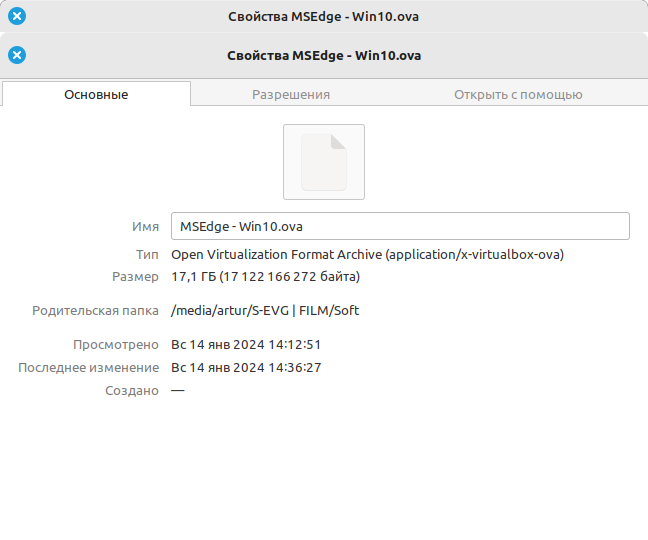 Свойства MSEdge - Win10.ova
Свойства MSEdge - Win10.ova
Основные Разрешения Открыть с помощью
Имя MSEdge - Win10.ova
Тип Open Virtualization Format Archive (application/x-virtualbox-ova)
Размер 17,1 ГБ (17 122 166 272 байта)
Родительская папка /media/artur/S-EVG | FILM/Soft
Просмотрено Вс 14 янв 2024 14:12:51
Последнее изменение Вс 14 янв 2024 14:36:27
Создано —